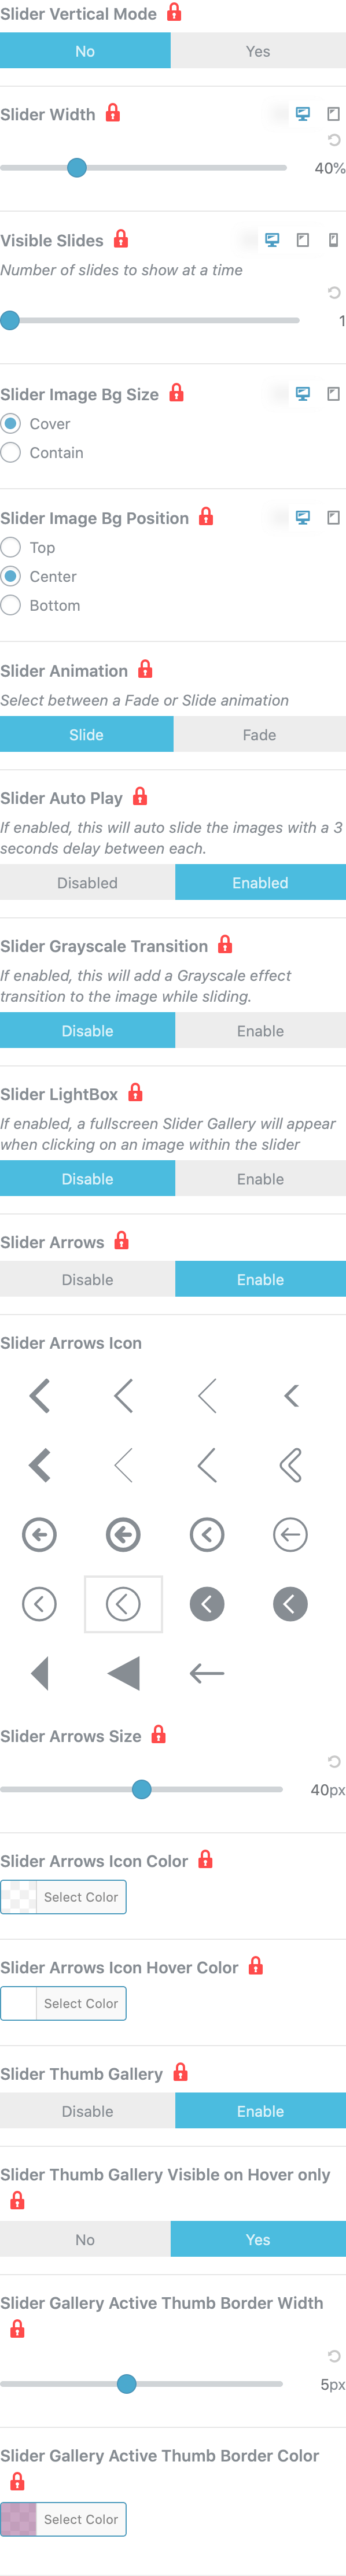 Slider Vertical Mode
No Yes
Slider Width
40%
Visible Slides
Number of slides to show at a time
1
Slider Image Bg Size
Cover
Contain
Slider Image Bg Position
Top
Center
Bottom
Slider Animation
Select between a Fade or Slide animation
Slide Fade
Slider Auto Play
If enabled, this will auto slide the images with a 3
seconds delay between each.
Disabled Enabled
Slider Grayscale Transition
If enabled, this will add a Grayscale effect
transition to the image while sliding.
Disable Enable
Slider LightBox
If enabled, a fullscreen Slider Gallery will appear
when clicking on an image within the slider
Disable Enable
Slider Arrows
Disable Enable
Slider Arrows Icon
Slider Arrows Size
40px
Slider Arrows Icon Color
Select Color
Slider Arrows Icon Hover Color
Select Color
Slider Thumb Gallery
Disable Enable
Slider Thumb Gallery Visible on Hover only
No Yes
Slider Gallery Active Thumb Border Width
5px
Slider Gallery Active Thumb Border Color
Select Color